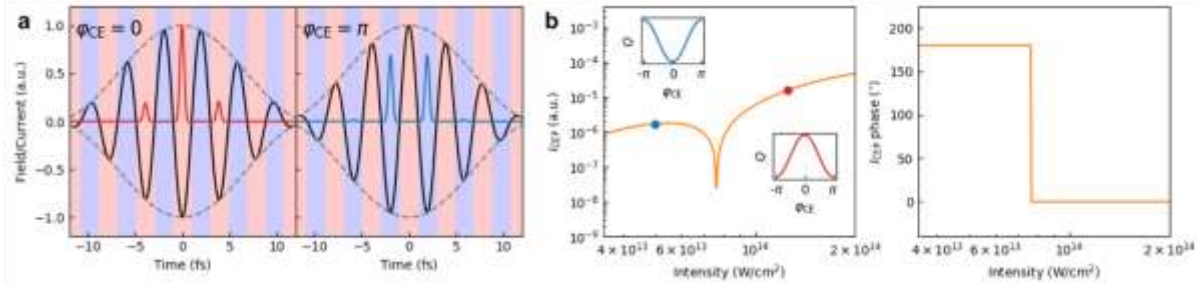 a
φCE = 0
φCE = π
Field/Current (a.u.)
1.0
0.5
0.0
−0.5
−1.0
−10 −5 0 5 10
−10 −5 0 5 10
Time (fs)
Time (fs)
b
iCEP (a.u.)
10⁻³
10⁻⁴
10⁻⁵
10⁻⁶
10⁻⁷
10⁻⁸
10⁻⁹
Q
-π 0 π
φCE
Q
-π 0 π
φCE
4 × 10¹³ 6 × 10¹³ 10¹⁴ 2 × 10¹⁴
Intensity (W/cm²)
iCEP phase (°)
200
150
100
50
0
4 × 10¹³ 6 × 10¹³ 10¹⁴ 2 × 10¹⁴
Intensity (W/cm²)